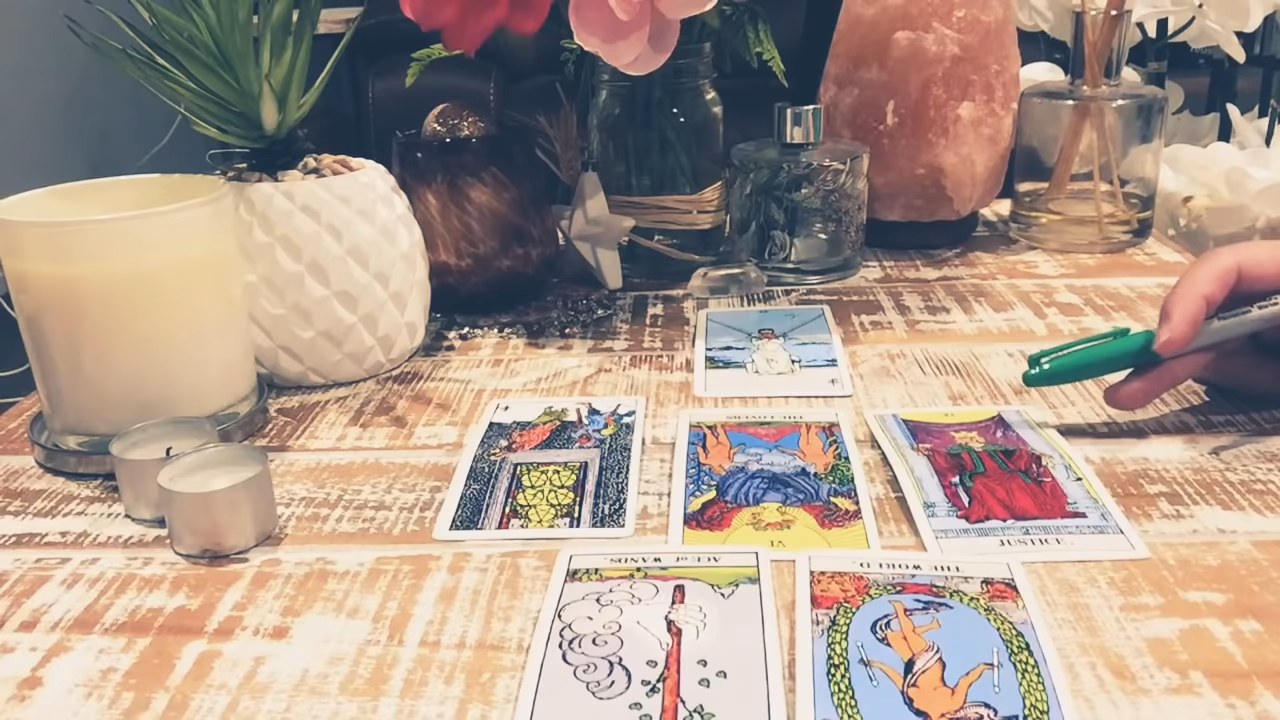 THE LOVERS.
VI
JUSTICE.
ACE of WANDS.
THE WORLD.